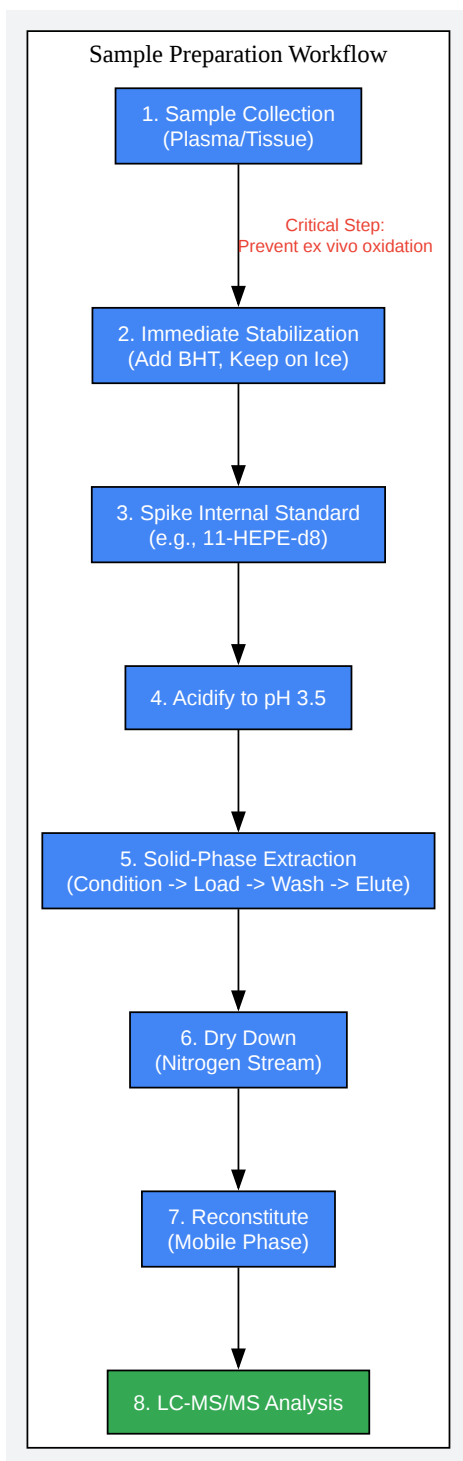 Sample Preparation Workflow
1. Sample Collection
(Plasma/Tissue)
Critical Step:
Prevent ex vivo oxidation
2. Immediate Stabilization
(Add BHT, Keep on Ice)
3. Spike Internal Standard
(e.g., 11-HEPE-d8)
4. Acidify to pH 3.5
5. Solid-Phase Extraction
(Condition -> Load -> Wash -> Elute)
6. Dry Down
(Nitrogen Stream)
7. Reconstitute
(Mobile Phase)
8. LC-MS/MS Analysis